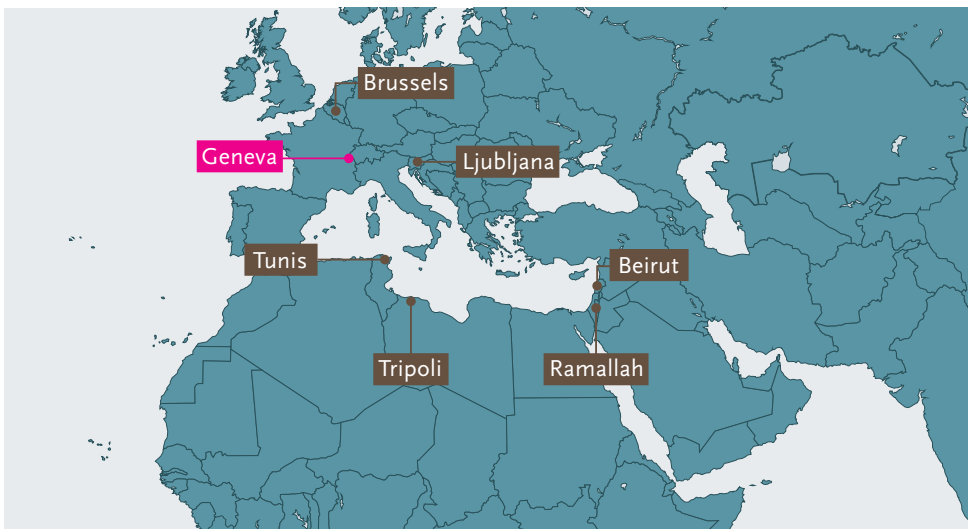 Brussels
Geneva
Ljubljana
Tunis
Beirut
Tripoli
Ramallah